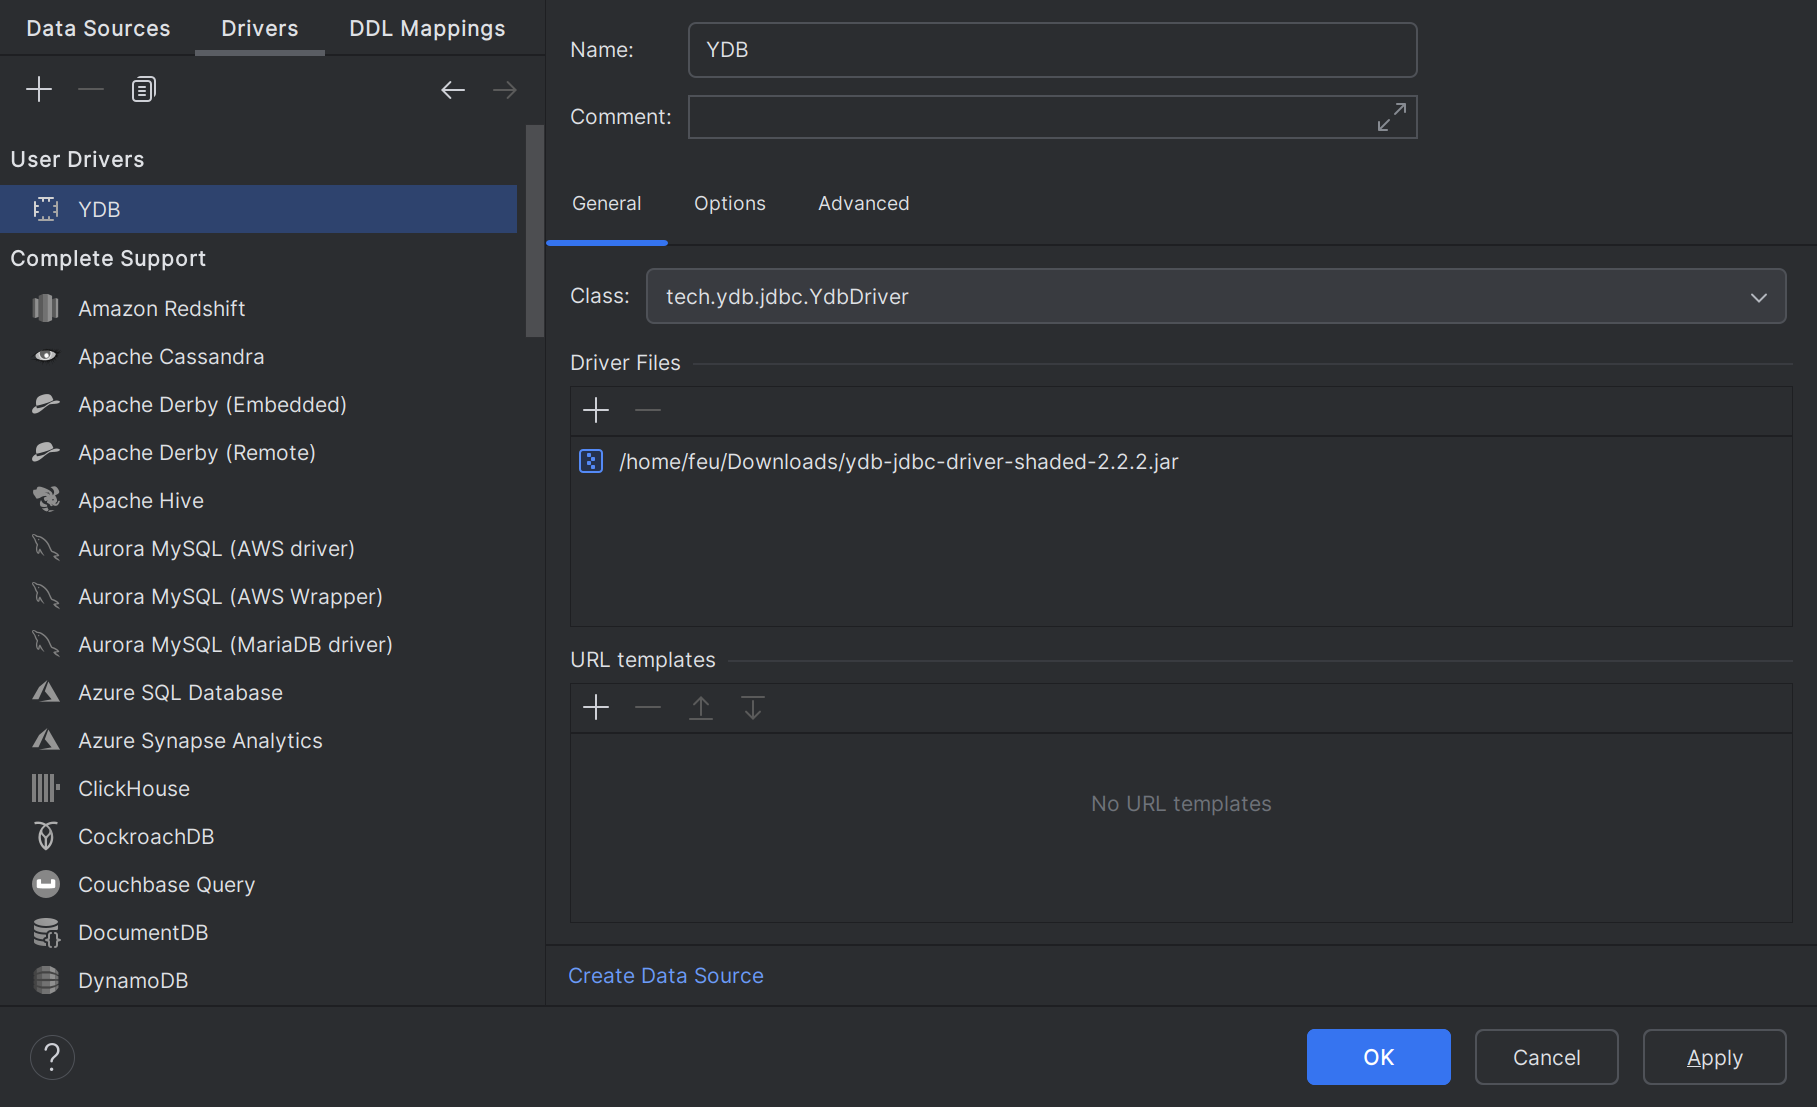 Data Sources
Drivers
DDL Mappings
User Drivers
YDB
Complete Support
Amazon Redshift
Apache Cassandra
Apache Derby (Embedded)
Apache Derby (Remote)
Apache Hive
Aurora MySQL (AWS driver)
Aurora MySQL (AWS Wrapper)
Aurora MySQL (MariaDB driver)
Azure SQL Database
Azure Synapse Analytics
ClickHouse
CockroachDB
Couchbase Query
DocumentDB
DynamoDB
Name:
YDB
Comment:
General
Options
Advanced
Class:
tech.ydb.jdbc.YdbDriver
Driver Files
/home/feu/Downloads/ydb-jdbc-driver-shaded-2.2.2.jar
URL templates
No URL templates
Create Data Source
?
OK
Cancel
Apply